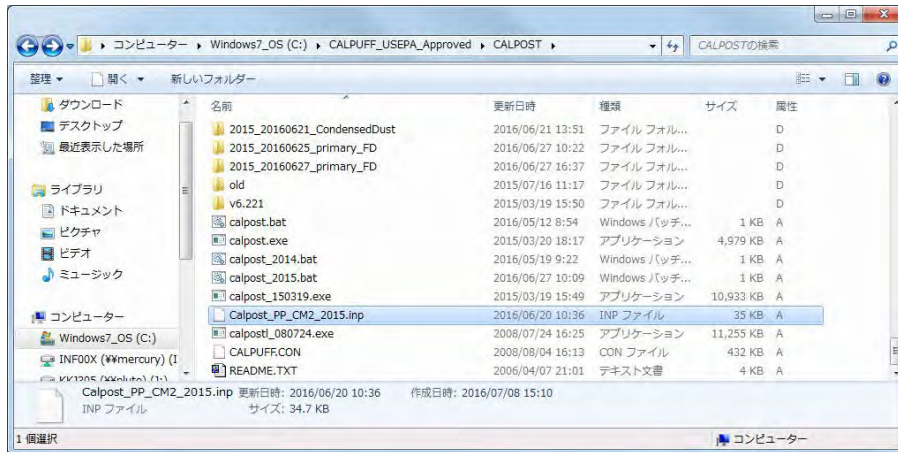 コンピューター ▸ Windows7_OS (C:) ▸ CALPUFF_USEPA_Approved ▸ CALPOST ▸ CALPOSTの検索
整理 ▼ 開く ▼ 新しいフォルダー
ダウンロード
デスクトップ
最近表示した場所
ライブラリ
ドキュメント
ピクチャ
ビデオ
ミュージック
コンピューター
Windows7_OS (C:)
INF00X (¥¥mercury) (I
名前 更新日時 種類 サイズ 属性
2015_20160621_CondensedDust 2016/06/21 13:51 ファイル フォル... D
2015_20160625_primary_FD 2016/06/27 10:22 ファイル フォル... D
2015_20160627_primary_FD 2016/06/27 16:37 ファイル フォル... D
old 2015/07/16 11:17 ファイル フォル... D
v6.221 2015/03/19 15:50 ファイル フォル... D
calpost.bat 2016/05/12 8:54 Windows バッチ... 1 KB A
calpost.exe 2015/03/20 18:17 アプリケーション 4,979 KB A
calpost_2014.bat 2016/05/19 9:22 Windows バッチ... 1 KB A
calpost_2015.bat 2016/06/27 10:09 Windows バッチ... 1 KB A
calpost_150319.exe 2015/03/19 15:49 アプリケーション 10,933 KB A
Calpost_PP_CM2_2015.inp 2016/06/20 10:36 INP ファイル 35 KB A
calpostl_080724.exe 2008/07/24 16:25 アプリケーション 11,255 KB A
CALPUFF.CON 2008/08/04 16:13 CON ファイル 432 KB A
README.TXT 2006/04/07 21:01 テキスト文書 4 KB A
Calpost_PP_CM2_2015.inp 更新日時: 2016/06/20 10:36 作成日時: 2016/07/08 15:10
INP ファイル サイズ: 34.7 KB
1 個選択 コンピューター